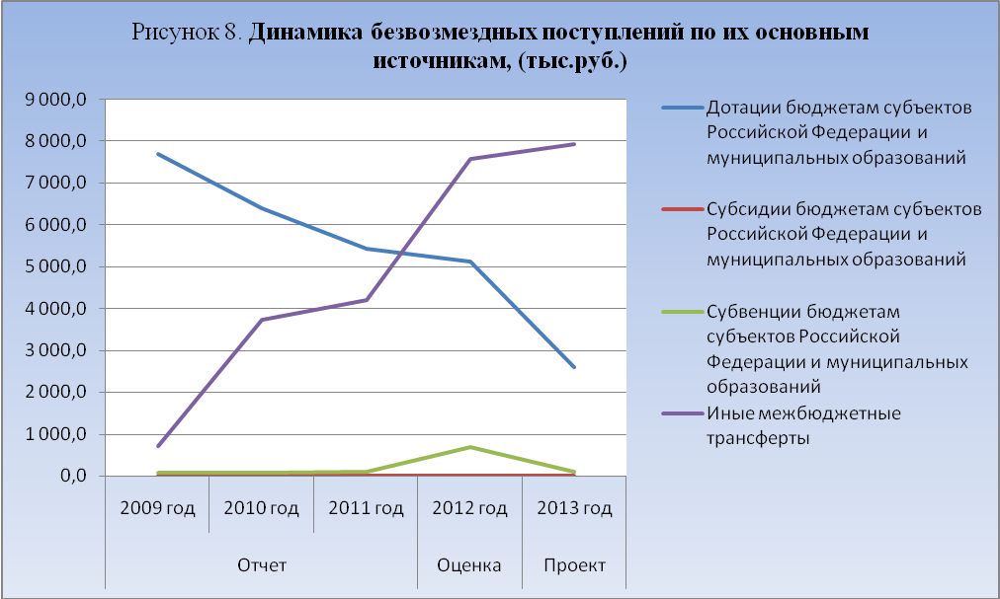 Рисунок 8. Динамика безвозмездных поступлений по их основным
источникам, (тыс.руб.)
9 000,0
8 000,0
7 000,0
6 000,0
5 000,0
4 000,0
3 000,0
2 000,0
1 000,0
0,0
2009 год
2010 год
2011 год
2012 год
2013 год
Отчет
Оценка
Проект
Дотации бюджетам субъектов
Российской Федерации и
муниципальных образований
Субсидии бюджетам субъектов
Российской Федерации и
муниципальных образований
Субвенции бюджетам
субъектов Российской
Федерации и муниципальных
образований
Иные межбюджетные
трансферты